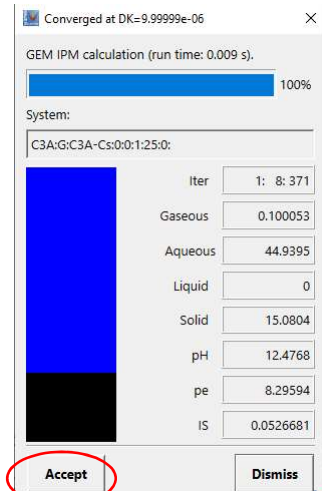 Converged at DK=9.99999e-06
GEM IPM calculation (run time: 0.009 s).
100%
System:
C3A:G:C3A-Cs:0:0:1:25:0:
Iter 1: 8: 371
Gaseous 0.100053
Aqueous 44.9395
Liquid 0
Solid 15.0804
pH 12.4768
pe 8.29594
IS 0.0526681
Accept Dismiss